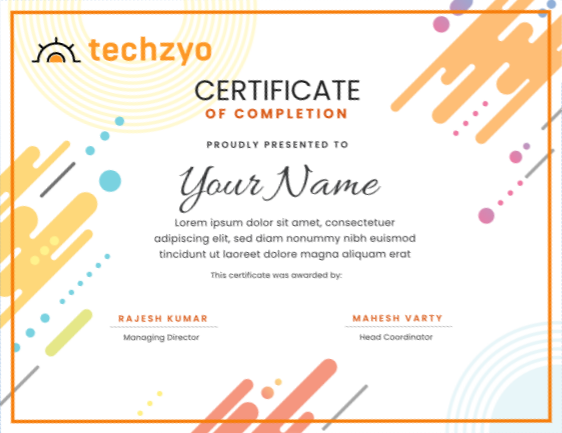 techzyo
CERTIFICATE
OF COMPLETION
PROUDLY PRESENTED TO
Your Name
Lorem ipsum dolor sit amet, consectetuer
adipiscing elit, sed diam nonummy nibh euismod
tincidunt ut laoreet dolore magna aliquam erat
This certificate was awarded by:
RAJESH KUMAR
Managing Director
MAHESH VARTY
Head Coordinator